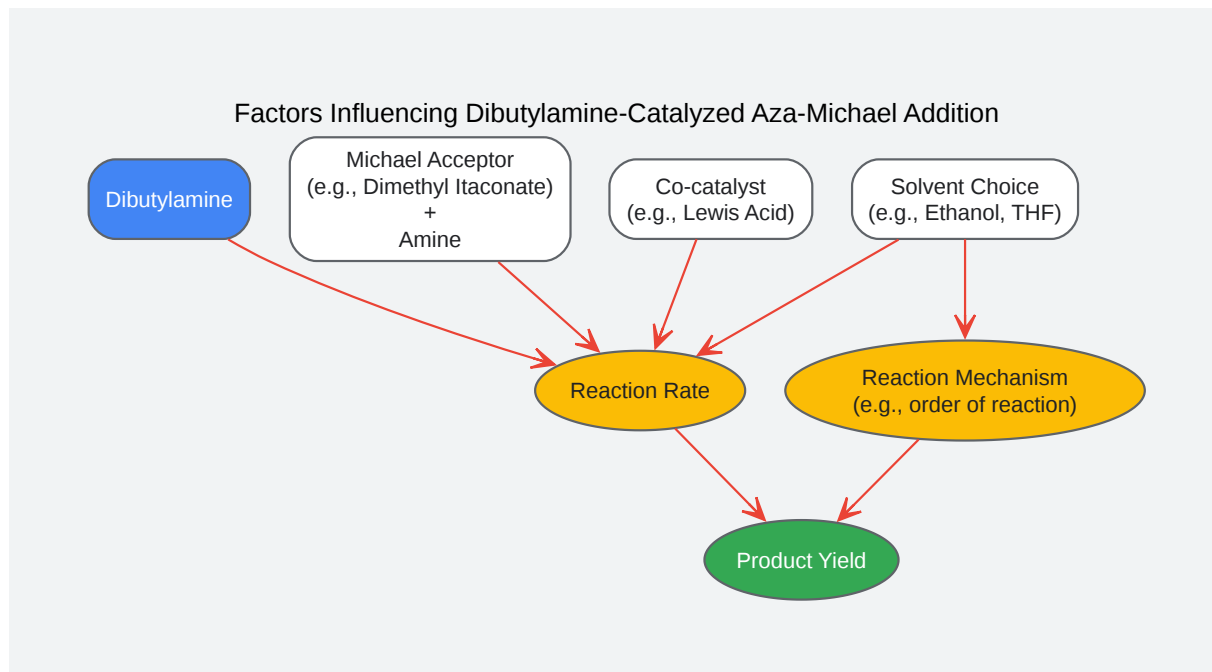 Factors Influencing Dibutylamine-Catalyzed Aza-Michael Addition
Dibutylamine
Michael Acceptor
(e.g., Dimethyl Itaconate)
+
Amine
Co-catalyst
(e.g., Lewis Acid)
Solvent Choice
(e.g., Ethanol, THF)
Reaction Rate
Reaction Mechanism
(e.g., order of reaction)
Product Yield